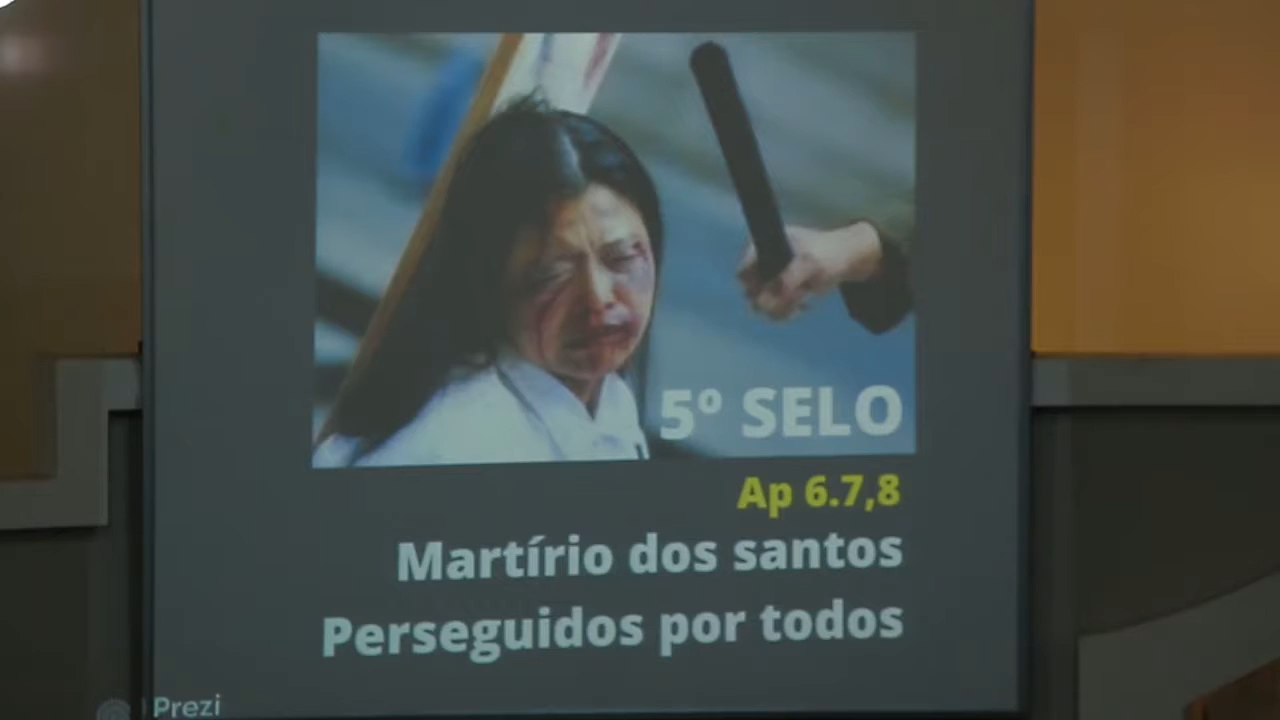 5º SELO
Ap 6.7,8
Martírio dos santos
Perseguidos por todos
Prezi